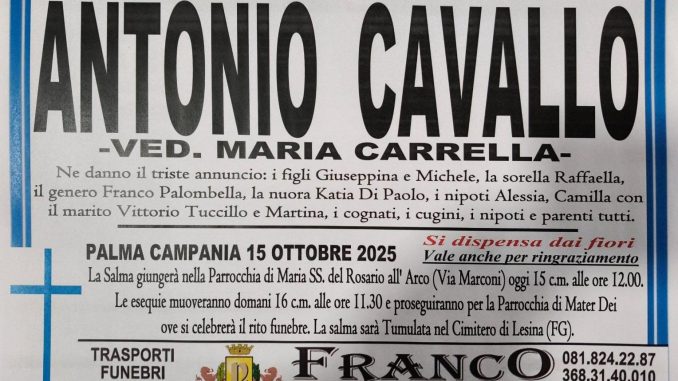 ANTONIO CAVALLO
-VED. MARIA CARRELLA-
Ne danno il triste annuncio: i figli Giuseppina e Michele, la sorella Raffaella,
il genero Franco Palombella, la nuora Katia Di Paolo, i nipoti Alessia, Camilla con
il marito Vittorio Tuccillo e Martina, i cognati, i cugini, i nipoti e parenti tutti.
PALMA CAMPANIA 15 OTTOBRE 2025
Si dispensa dai fiori
Vale anche per ringraziamento
La Salma giungerà nella Parrocchia di Maria SS. del Rosario all' Arco (Via Marconi) oggi 15 c.m. alle ore 12.00.
Le esequie muoveranno domani 16 c.m. alle ore 11.30 e proseguiranno per la Parrocchia di Mater Dei
ove si celebrerà il rito funebre. La salma sarà Tumulata nel Cimitero di Lesina (FG).
TRASPORTI
FUNEBRI
FRANCO
081.824.22.87
368.31.40.010